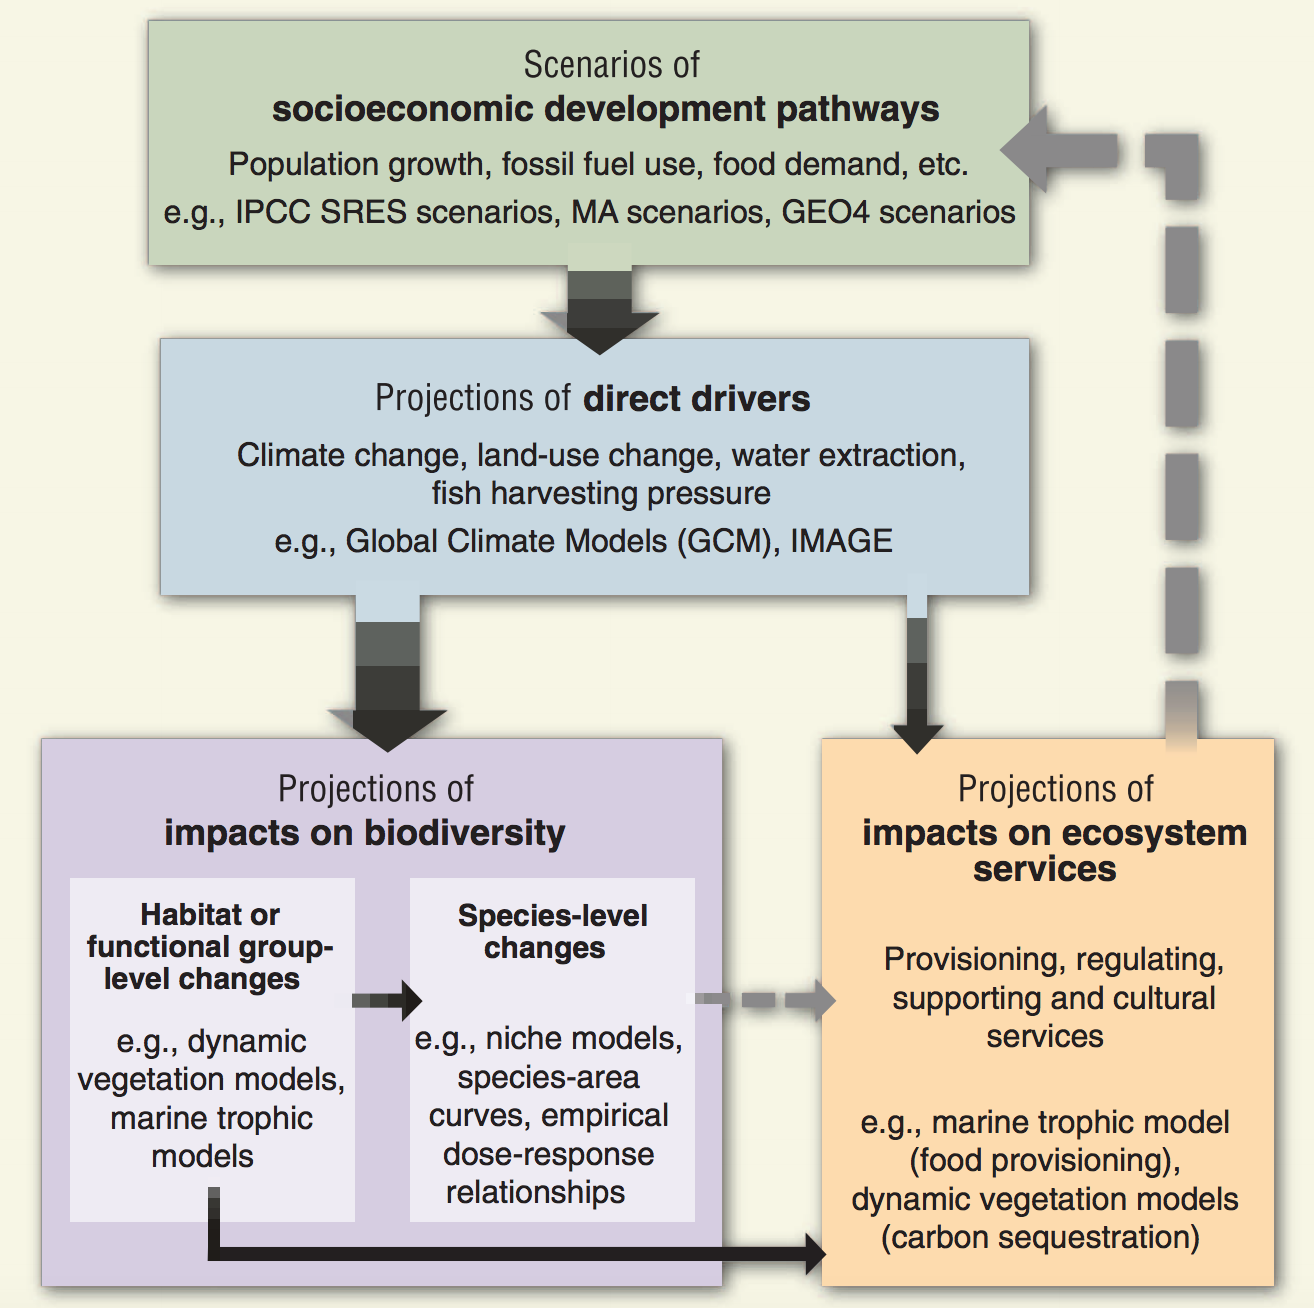 Scenarios of
socioeconomic development pathways
Population growth, fossil fuel use, food demand, etc.
e.g., IPCC SRES scenarios, MA scenarios, GEO4 scenarios
Projections of direct drivers
Climate change, land-use change, water extraction,
fish harvesting pressure
e.g., Global Climate Models (GCM), IMAGE
Projections of
impacts on biodiversity
Habitat or
functional group-
level changes
e.g., dynamic
vegetation models,
marine trophic
models
Species-level
changes
e.g., niche models,
species-area
curves, empirical
dose-response
relationships
Projections of
impacts on ecosystem
services
Provisioning, regulating,
supporting and cultural
services
e.g., marine trophic model
(food provisioning),
dynamic vegetation models
(carbon sequestration)